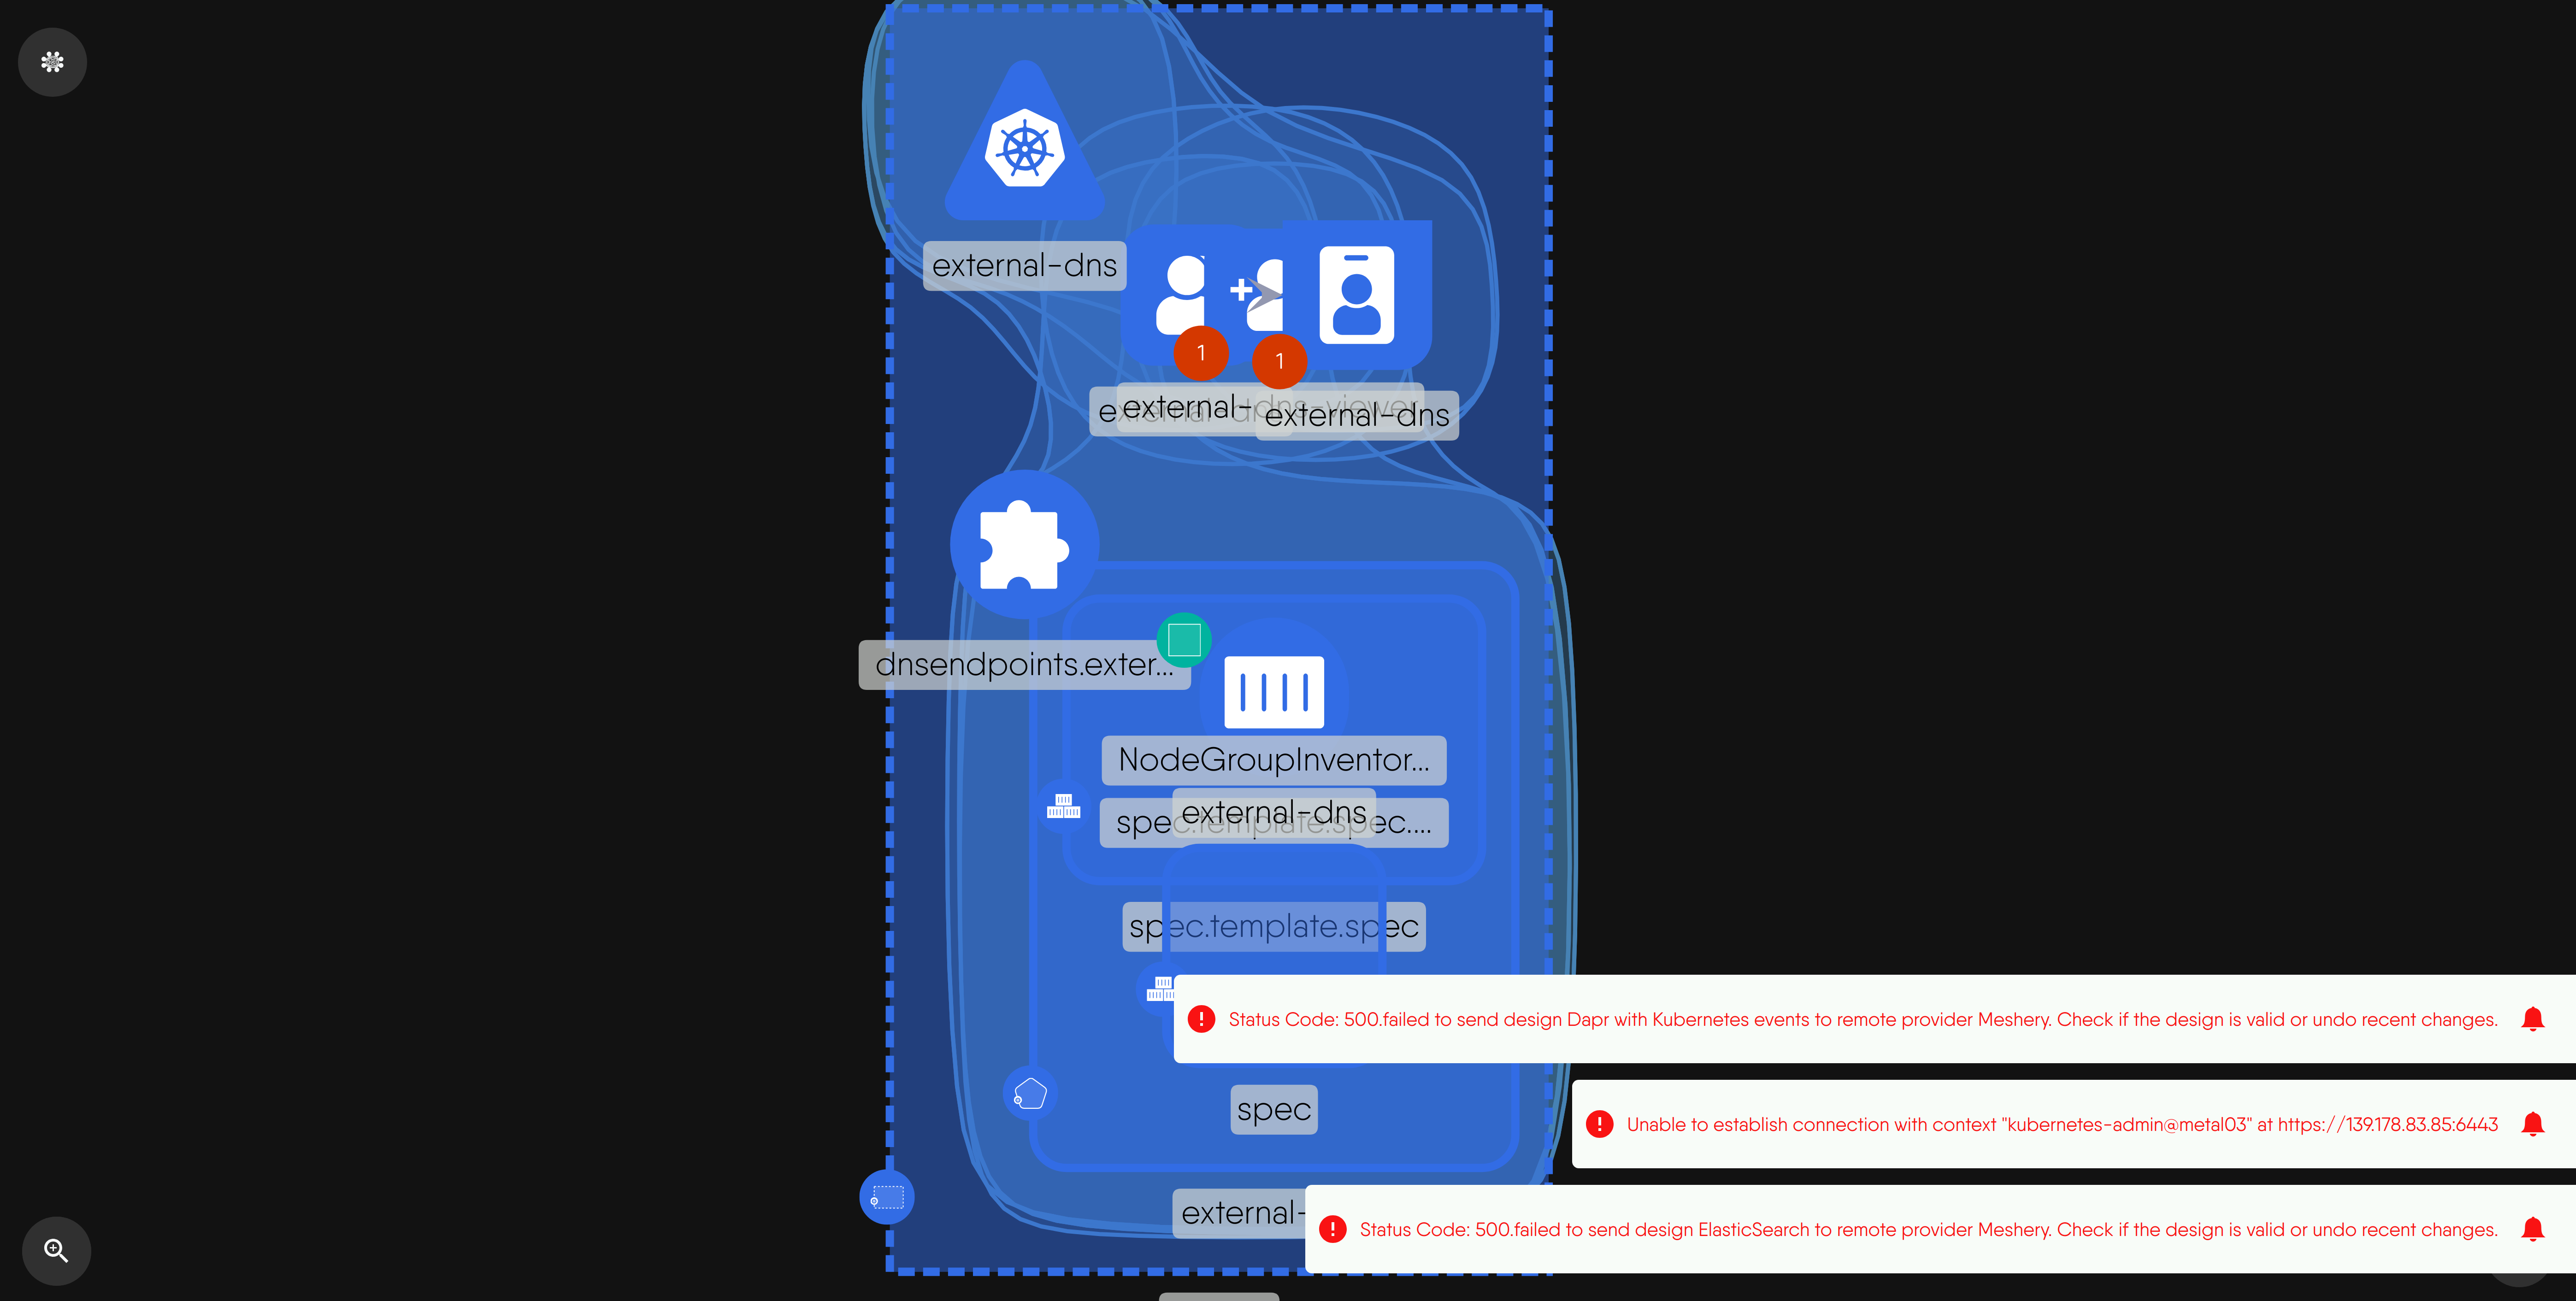 external-dns
1
1
external-dns-viewer
external-dns
dnsendpoints.exter...
NodeGroupInventor...
external-dns
spec.template.spec....
spec.template.spec
Status Code: 500.failed to send design Dapr with Kubernetes events to remote provider Meshery. Check if the design is valid or undo recent changes.
spec
Unable to establish connection with context "kubernetes-admin@metal03" at https://139.178.83.85:6443
external-
Status Code: 500.failed to send design ElasticSearch to remote provider Meshery. Check if the design is valid or undo recent changes.